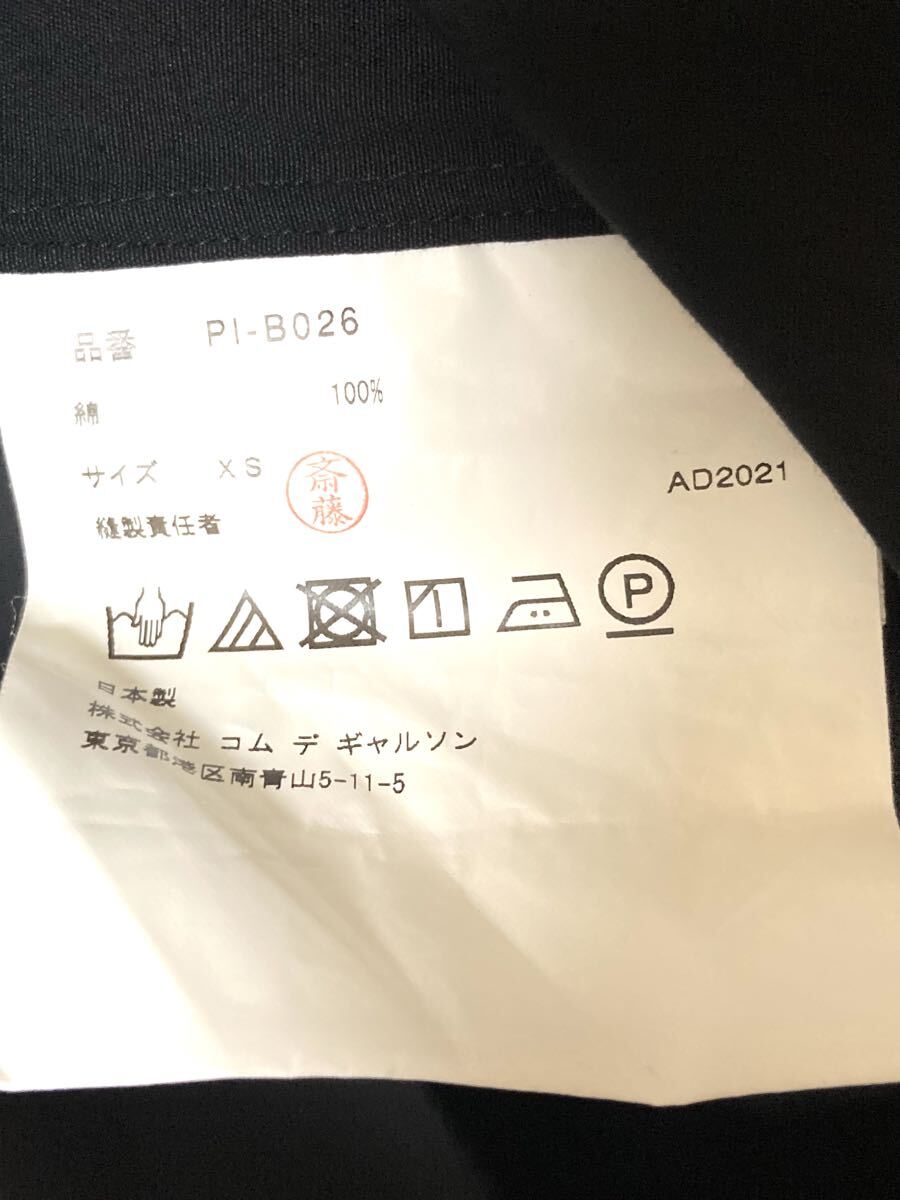 品番 PI-B026
綿 100%
サイズ XS
斎藤
縫製責任者
AD2021
P
日本製
株式会社 コム デ ギャルソン
東京都港区南青山5-11-5